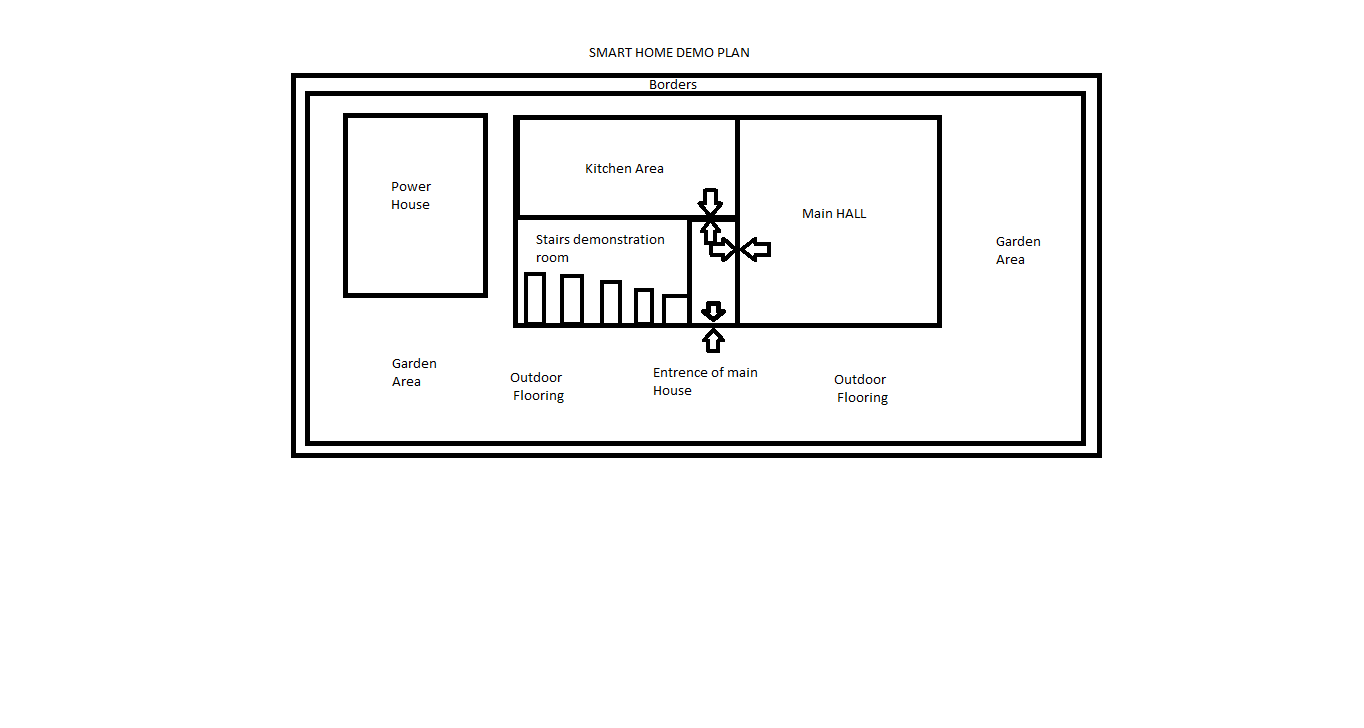 SMART HOME DEMO PLAN
Borders
Kitchen Area
Power
House
Main HALL
Stairs demonstration
room
Garden
Area
Garden
Area
Outdoor
Flooring
Entrence of main
House
Outdoor
Flooring